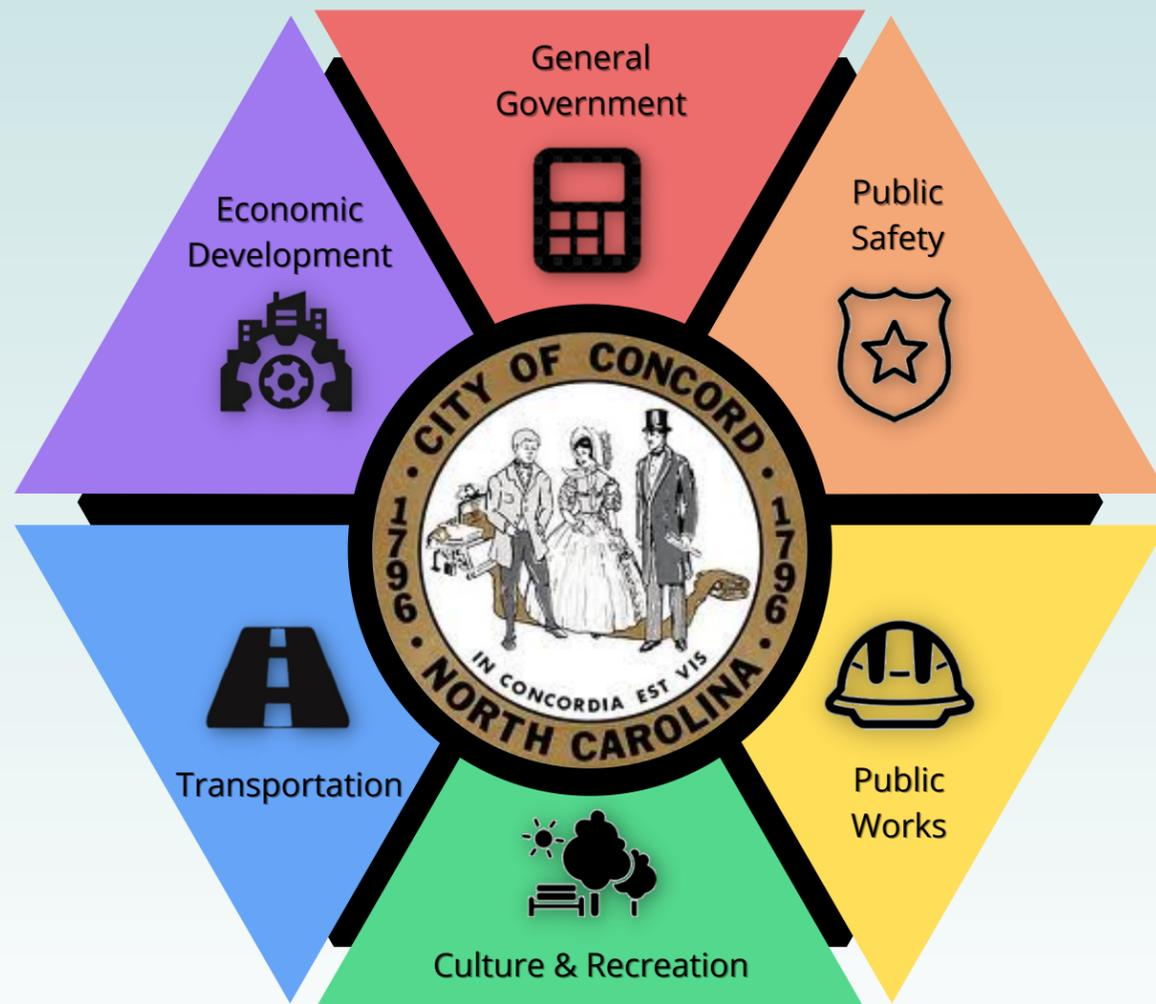 General
Government
Public
Safety
Economic
Development
CITY OF CONCORD
1796
1796
IN CONCORDIA EST VIS
NORTH CAROLINA
Transportation
Public
Works
Culture & Recreation